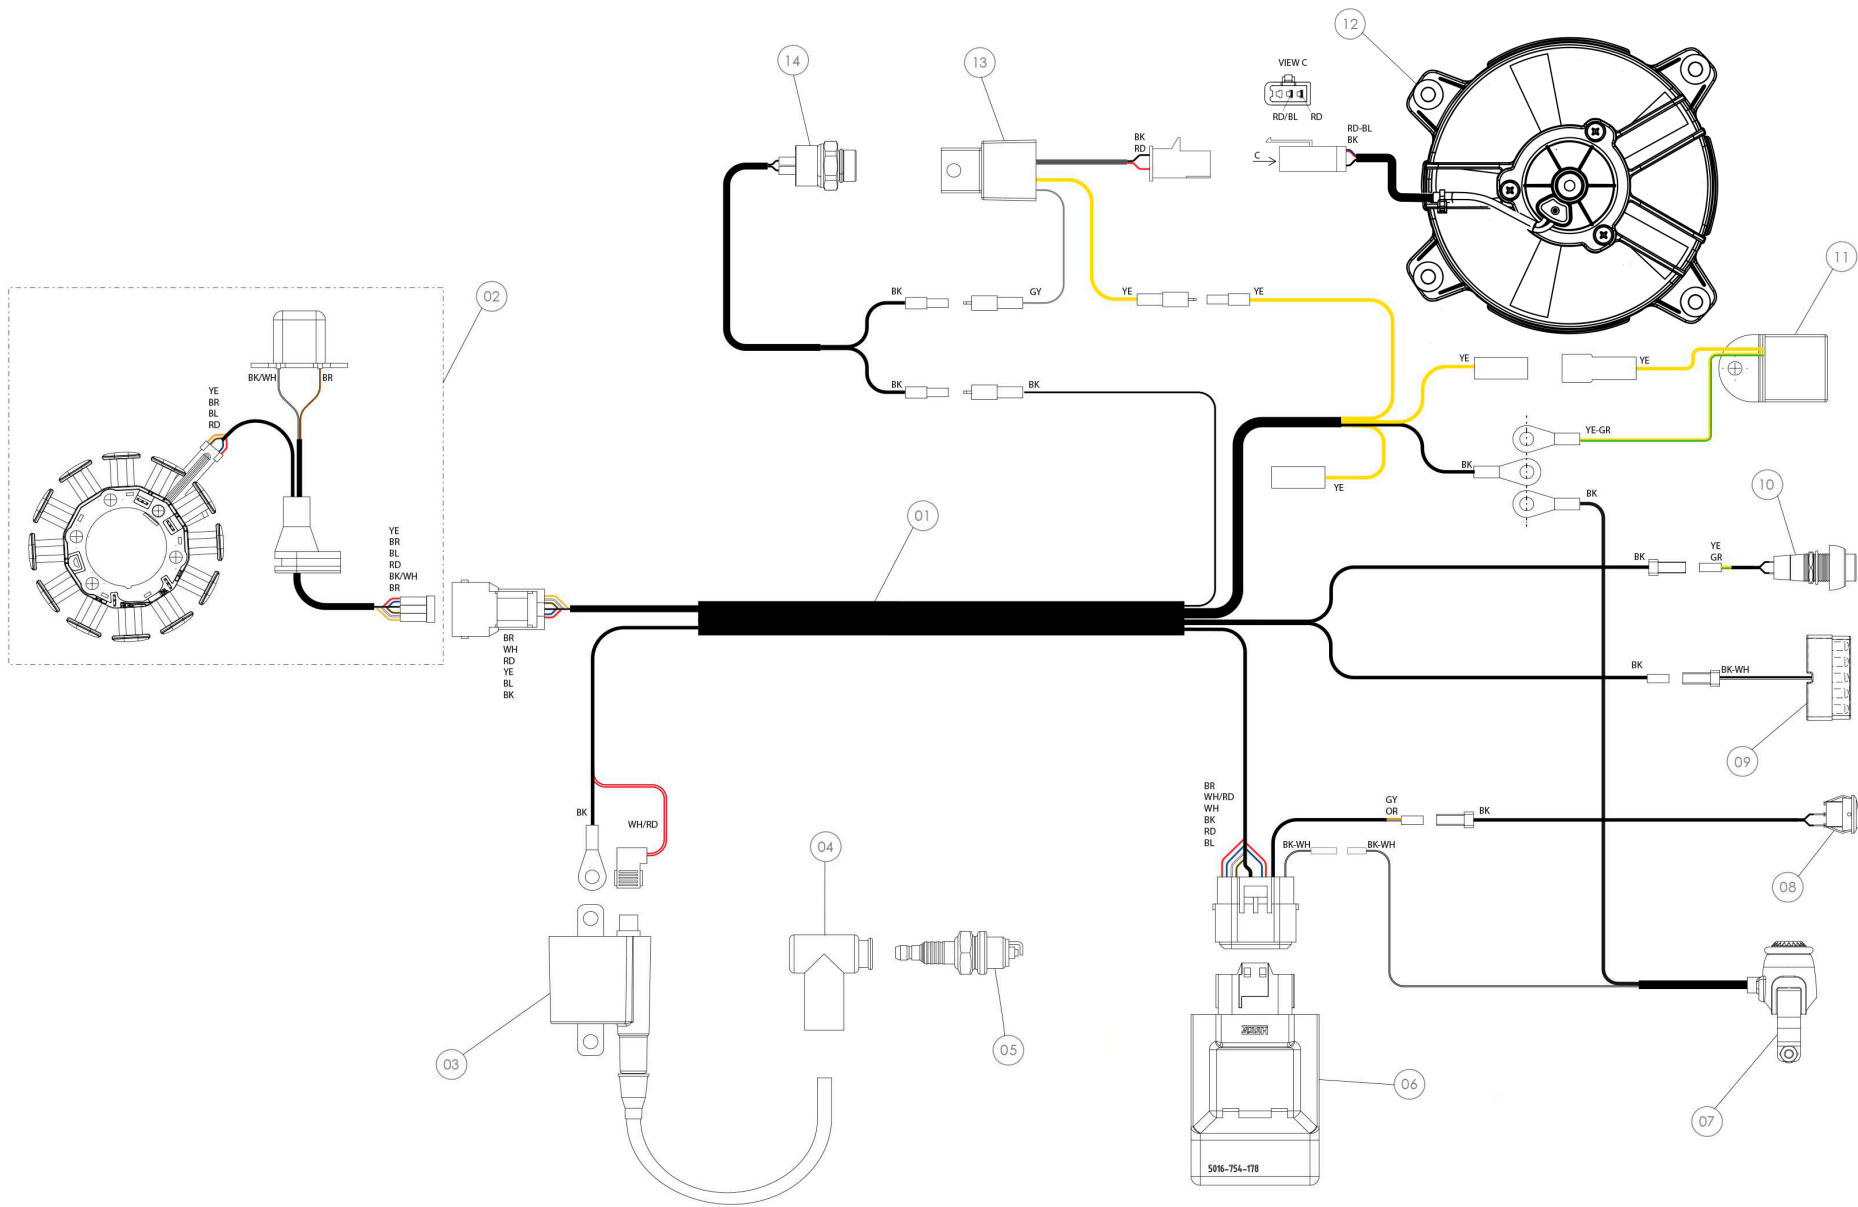 12
14
13
VIEW C
RD/BL RD
BK
RD
RD-BL
BK
C
11
02
BK
GY
YE
YE
BK/WH
BR
YE
BR
BL
RD
YE
YE
BK
BK
YE-GR
BK
YE
BK
10
01
YE
BR
BL
RD
BK/WH
BR
BK
YE
GR
BR
WH
RD
YE
BL
BK
BK
BK-WH
09
BR
WH/RD
WH
BK
RD
BL
GY
OR
BK
BK
WH/RD
04
BK-WH
BK-WH
08
03
05
06
07
5016-754-178